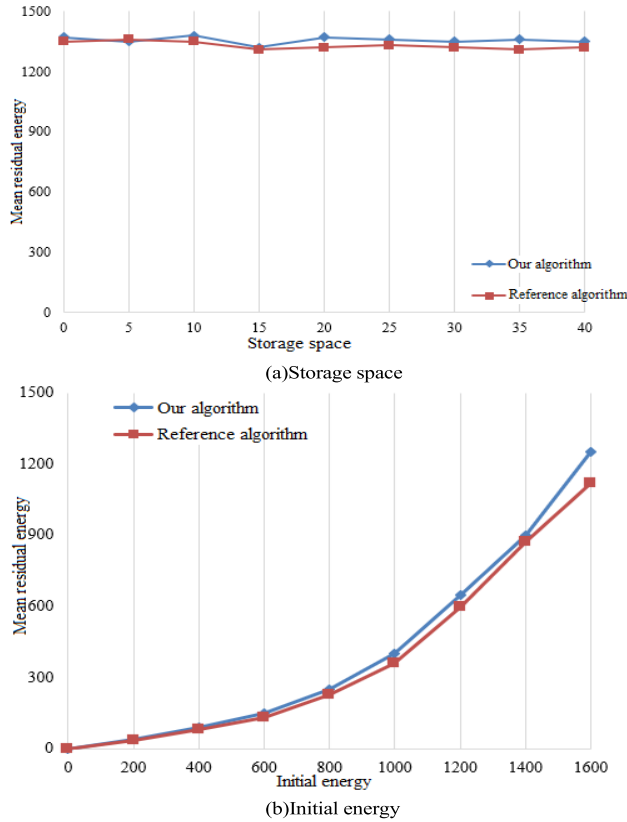 1500
1200
900
600
300
0
Mean residual energy
Our algorithm
Reference algorithm
0 5 10 15 20 25 30 35 40
Storage space
(a)Storage space
1500
1200
900
600
300
0
Mean residual energy
Our algorithm
Reference algorithm
0 200 400 600 800 1000 1200 1400 1600
Initial energy
(b)Initial energy